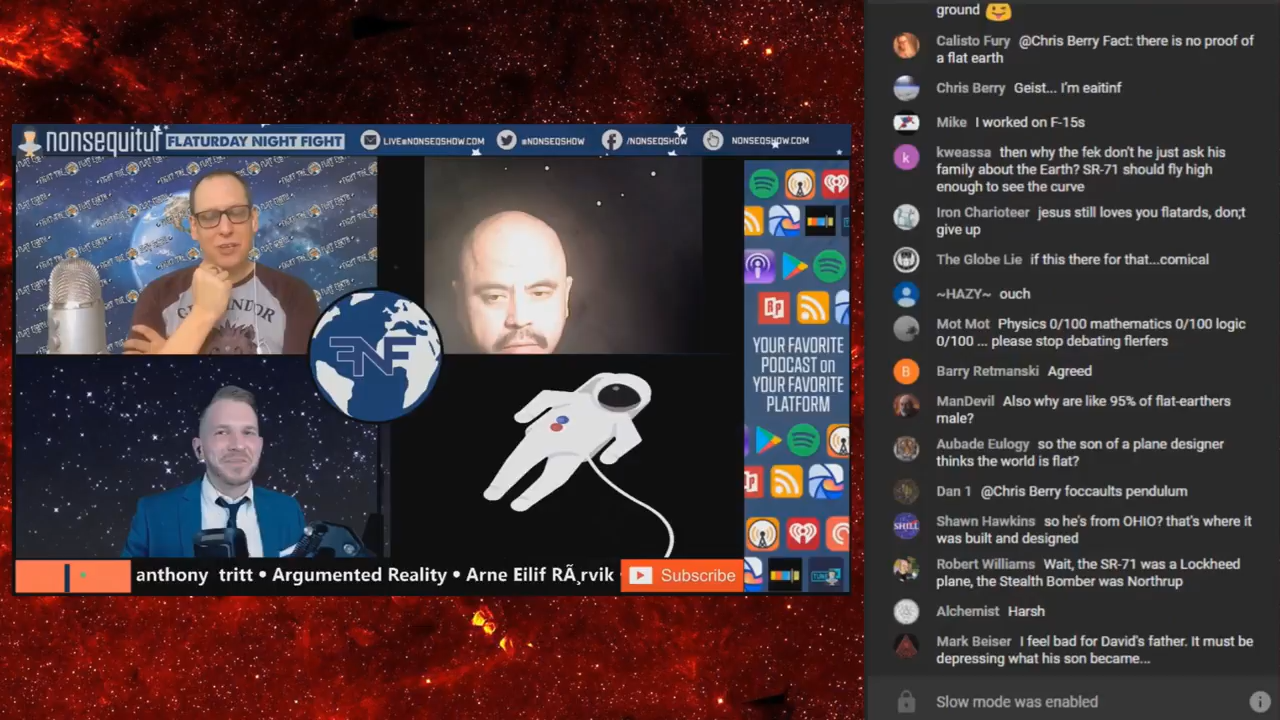 nonsequitur FLATURDAY NIGHT FIGHT LIVE@NONSEQSHOW.COM @NONSEQSHOW /NONSEQSHOW NONSEQSHOW.COM
FNF
YOUR FAVORITE
PODCAST on
YOUR FAVORITE
PLATFORM
anthony tritt • Argumented Reality • Arne Eilif RÃ¸rvik
Subscribe
ground
Calisto Fury @Chris Berry Fact: there is no proof of
a flat earth
Chris Berry Geist... I'm eaitinf
Mike I worked on F-15s
k
kweassa then why the fek don't he just ask his
family about the Earth? SR-71 should fly high
enough to see the curve
Iron Charioteer jesus still loves you flatards, don;t
give up
The Globe Lie if this there for that...comical
~HAZY~ ouch
Mot Mot Physics 0/100 mathematics 0/100 logic
0/100 ... please stop debating flerfers
B
Barry Retmanski Agreed
ManDevil Also why are like 95% of flat-earthers
male?
Aubade Eulogy so the son of a plane designer
thinks the world is flat?
Dan 1 @Chris Berry foccaults pendulum
SHILL
Shawn Hawkins so he's from OHIO? that's where it
was built and designed
Robert Williams Wait, the SR-71 was a Lockheed
plane, the Stealth Bomber was Northrup
Alchemist Harsh
Mark Beiser I feel bad for David's father. It must be
depressing what his son became...
Slow mode was enabled